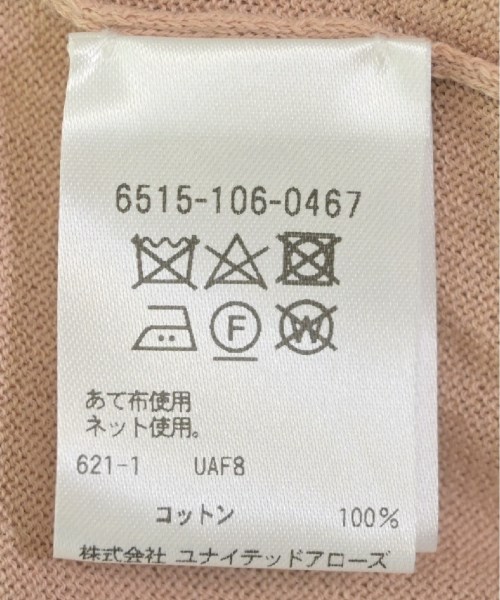 6515-106-0467
F W
あて布使用
ネット使用。
621-1 UAF8
コットン 100%
株式会社 ユナイテッドアローズ